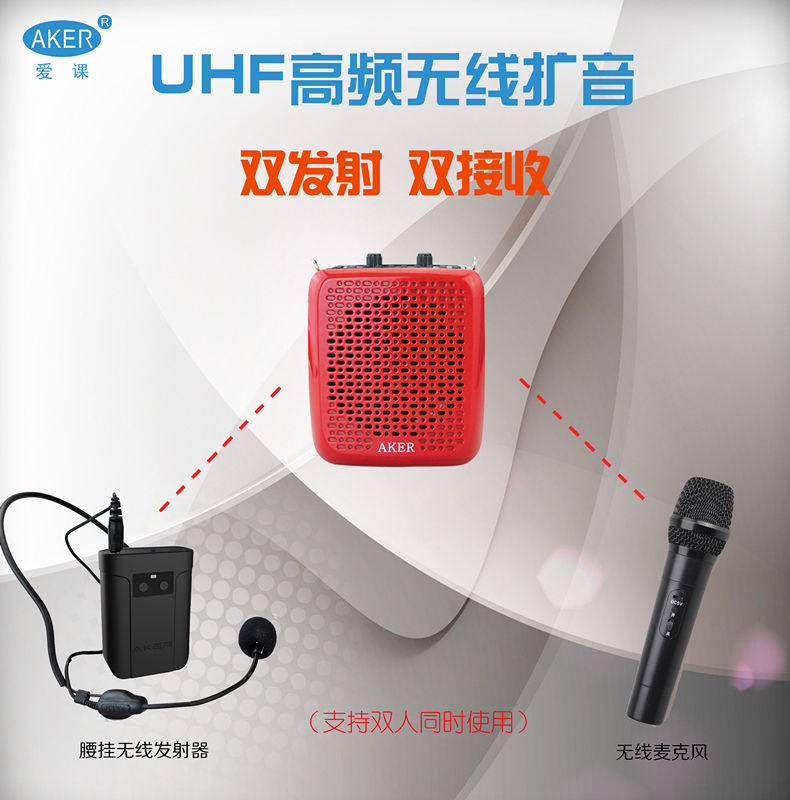 AKER®
爱课
UHF高频无线扩音
双发射 双接收
AKER
DC5V
AKER
（支持双人同时使用）
腰挂无线发射器
无线麦克风